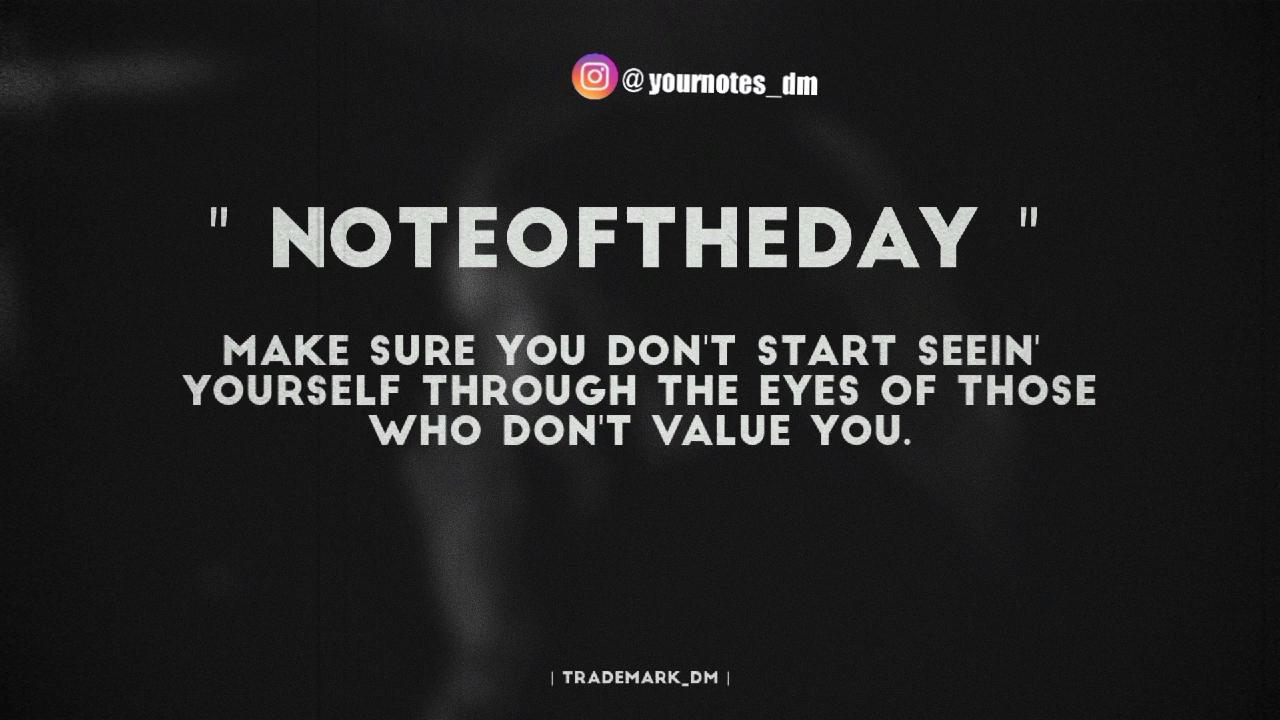 @yournotes_dm
" NOTEOFTHEDAY "
MAKE SURE YOU DON'T START SEEIN'
YOURSELF THROUGH THE EYES OF THOSE
WHO DON'T VALUE YOU.
| TRADEMARK_DM |